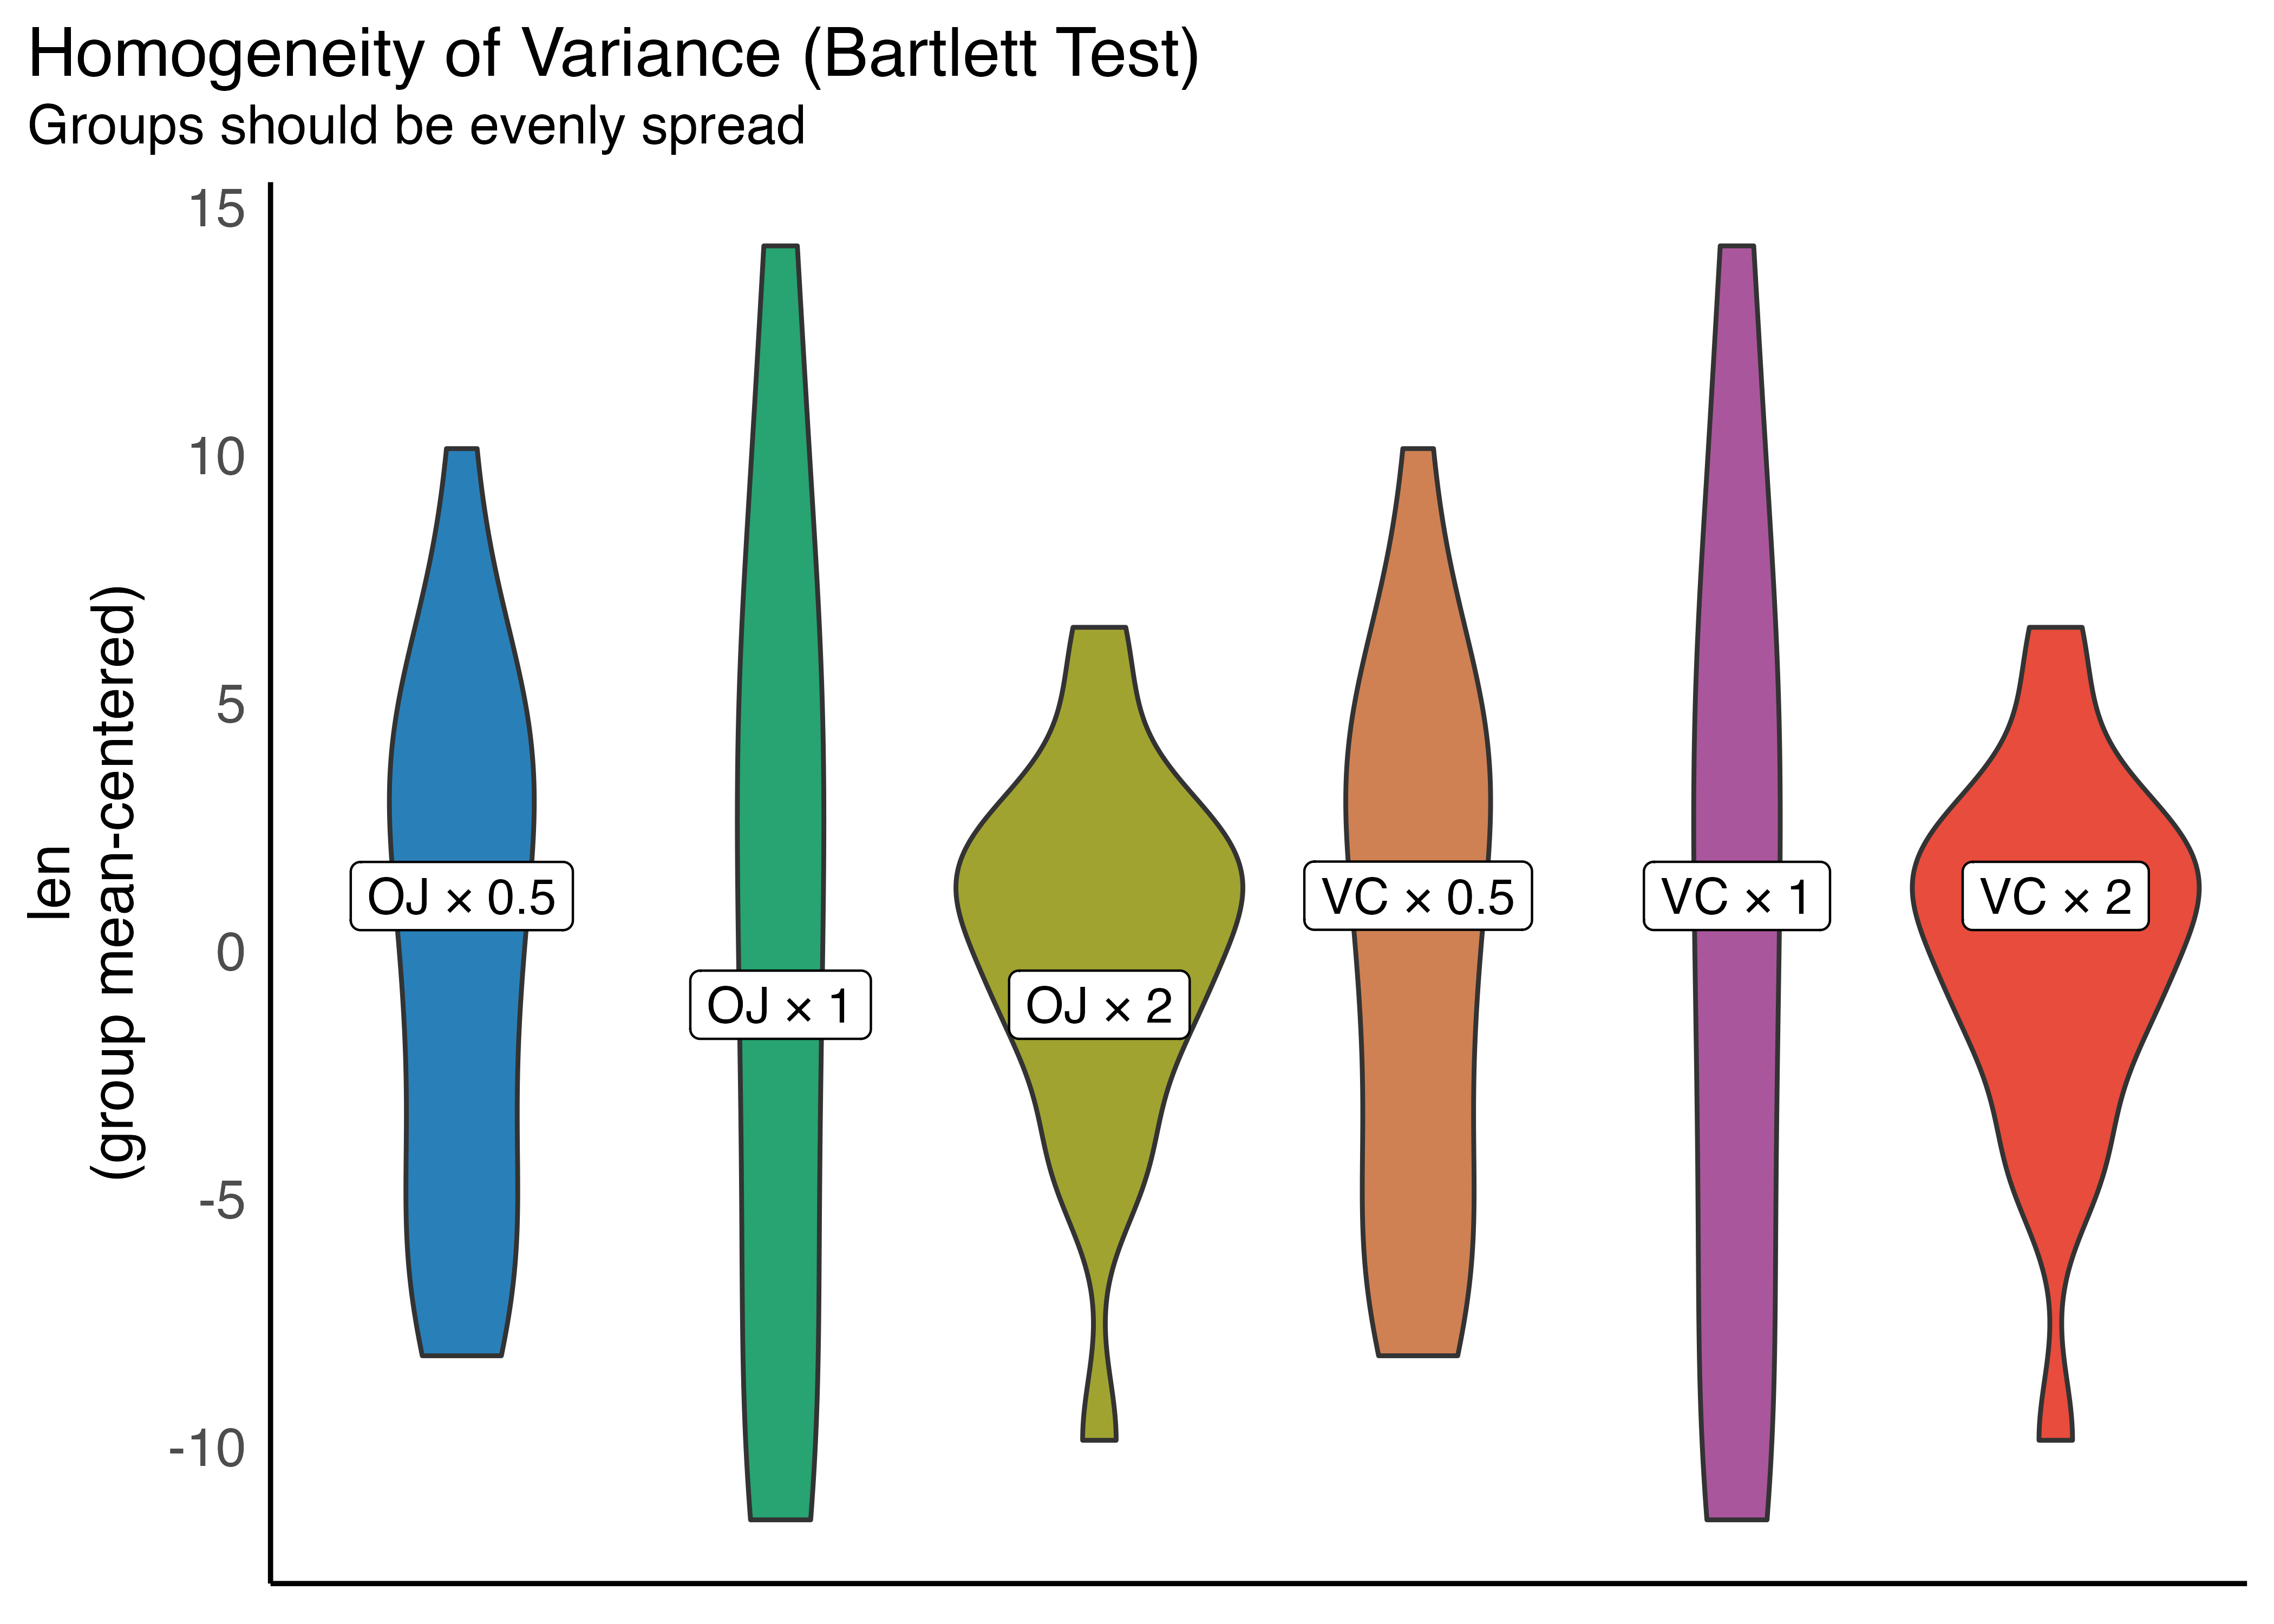 Homogeneity of Variance (Bartlett Test)
Groups should be evenly spread
len
(group mean-centered)
15
10
5
0
-5
-10
OJ × 0.5
OJ × 1
OJ × 2
VC × 0.5
VC × 1
VC × 2